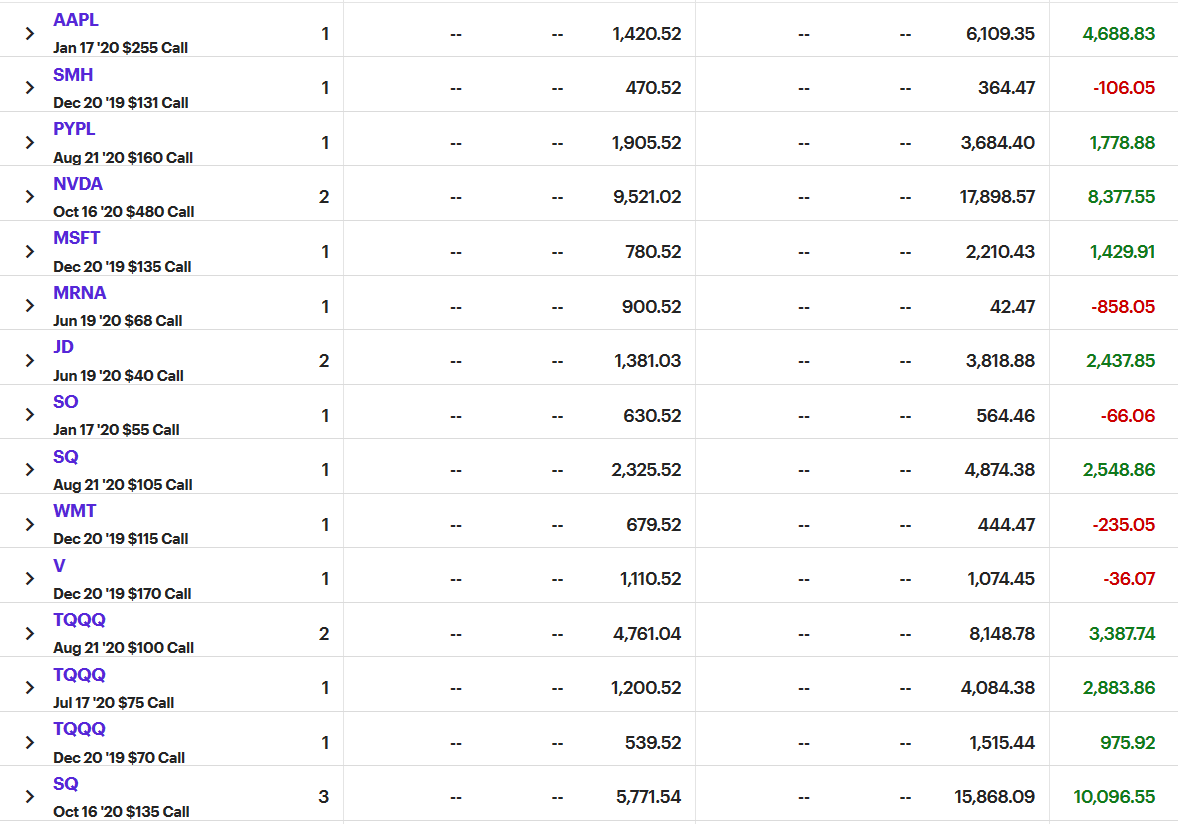 AAPL
Jan 17 '20 $255 Call 1 -- -- 1,420.52 -- -- 6,109.35 4,688.83
SMH
Dec 20 '19 $131 Call 1 -- -- 470.52 -- -- 364.47 -106.05
PYPL
Aug 21 '20 $160 Call 1 -- -- 1,905.52 -- -- 3,684.40 1,778.88
NVDA
Oct 16 '20 $480 Call 2 -- -- 9,521.02 -- -- 17,898.57 8,377.55
MSFT
Dec 20 '19 $135 Call 1 -- -- 780.52 -- -- 2,210.43 1,429.91
MRNA
Jun 19 '20 $68 Call 1 -- -- 900.52 -- -- 42.47 -858.05
JD
Jun 19 '20 $40 Call 2 -- -- 1,381.03 -- -- 3,818.88 2,437.85
SO
Jan 17 '20 $55 Call 1 -- -- 630.52 -- -- 564.46 -66.06
SQ
Aug 21 '20 $105 Call 1 -- -- 2,325.52 -- -- 4,874.38 2,548.86
WMT
Dec 20 '19 $115 Call 1 -- -- 679.52 -- -- 444.47 -235.05
V
Dec 20 '19 $170 Call 1 -- -- 1,110.52 -- -- 1,074.45 -36.07
TQQQ
Aug 21 '20 $100 Call 2 -- -- 4,761.04 -- -- 8,148.78 3,387.74
TQQQ
Jul 17 '20 $75 Call 1 -- -- 1,200.52 -- -- 4,084.38 2,883.86
TQQQ
Dec 20 '19 $70 Call 1 -- -- 539.52 -- -- 1,515.44 975.92
SQ
Oct 16 '20 $135 Call 3 -- -- 5,771.54 -- -- 15,868.09 10,096.55